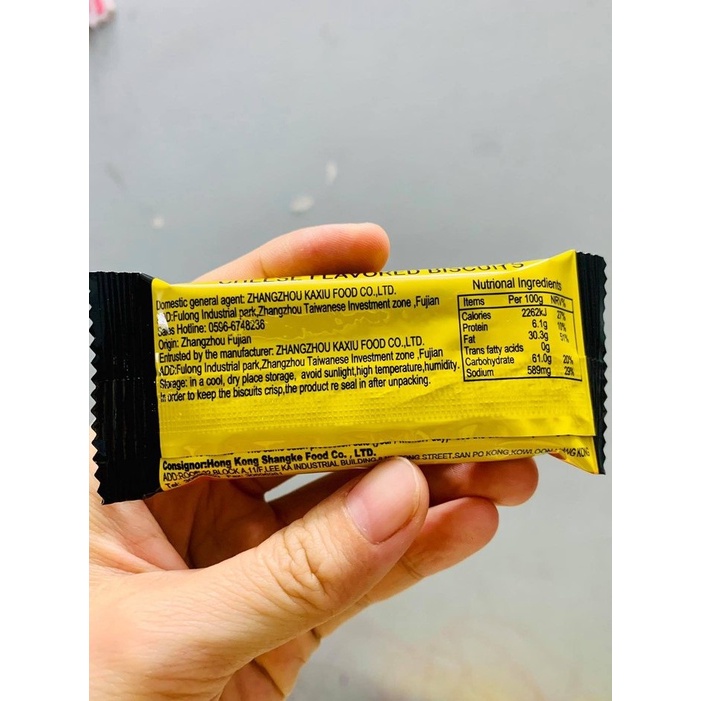 CHEESE FLAVORED BISCUITS
Domestic general agent: ZHANGZHOU KAXIU FOOD CO.,LTD.
ADD:Fulong Industrial park,Zhangzhou Taiwanese Investment zone ,Fujian
Sales Hotline: 0596-6748236
Origin: Zhangzhou Fujian
Entrusted by the manufacturer: ZHANGZHOU KAXIU FOOD CO.,LTD.
ADD:Fulong Industrial park,Zhangzhou Taiwanese Investment zone ,Fujian
Storage: in a cool, dry place storage, avoid sunlight,high temperature,humidity.
In order to keep the biscuits crisp,the product re seal in after unpacking.
Nutritional Ingredients
Items Per 100g NRV%
Calories 2262kJ 27%
Protein 6.1g 10%
Fat 30.3g 51%
Trans fatty acids 0g
Carbohydrate 61.0g 20%
Sodium 589mg 29%
Consignor:Hong Kong Shangke Food Co. , LTD.
BLOCK A,11/F,LEE KA INDUSTRIAL BUILDING STREET,SAN PO KONG,KOWLOON